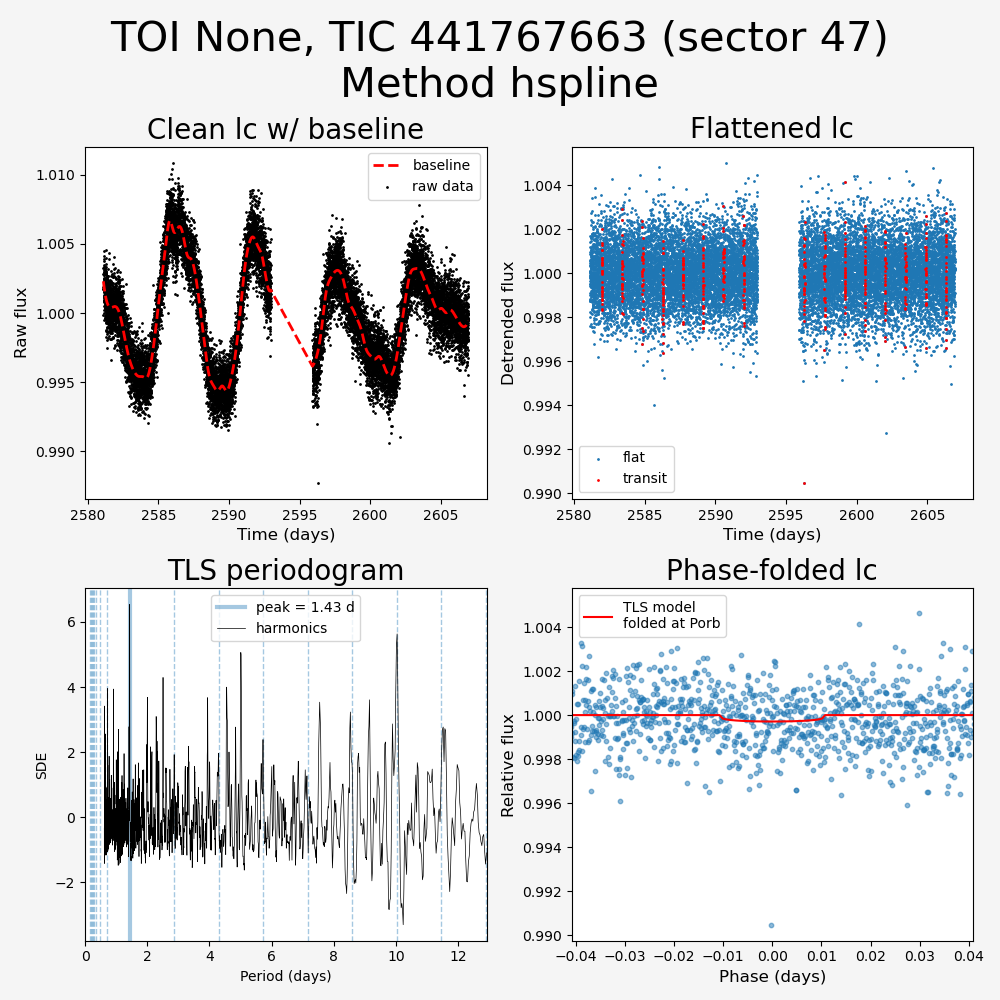 TOI None, TIC 441767663 (sector 47)
Method hspline
Clean lc w/ baseline
Raw flux
1.010
1.005
1.000
0.995
0.990
baseline
raw data
2580 2585 2590 2595 2600 2605
Time (days)
Flattened lc
Detrended flux
1.004
1.002
1.000
0.998
0.996
0.994
0.992
0.990
flat
transit
2580 2585 2590 2595 2600 2605
Time (days)
TLS periodogram
SDE
6
4
2
0
−2
peak = 1.43 d
harmonics
0 2 4 6 8 10 12
Period (days)
Phase-folded lc
Relative flux
1.004
1.002
1.000
0.998
0.996
0.994
0.992
0.990
TLS model
folded at Porb
−0.04 −0.03 −0.02 −0.01 0.00 0.01 0.02 0.03 0.04
Phase (days)